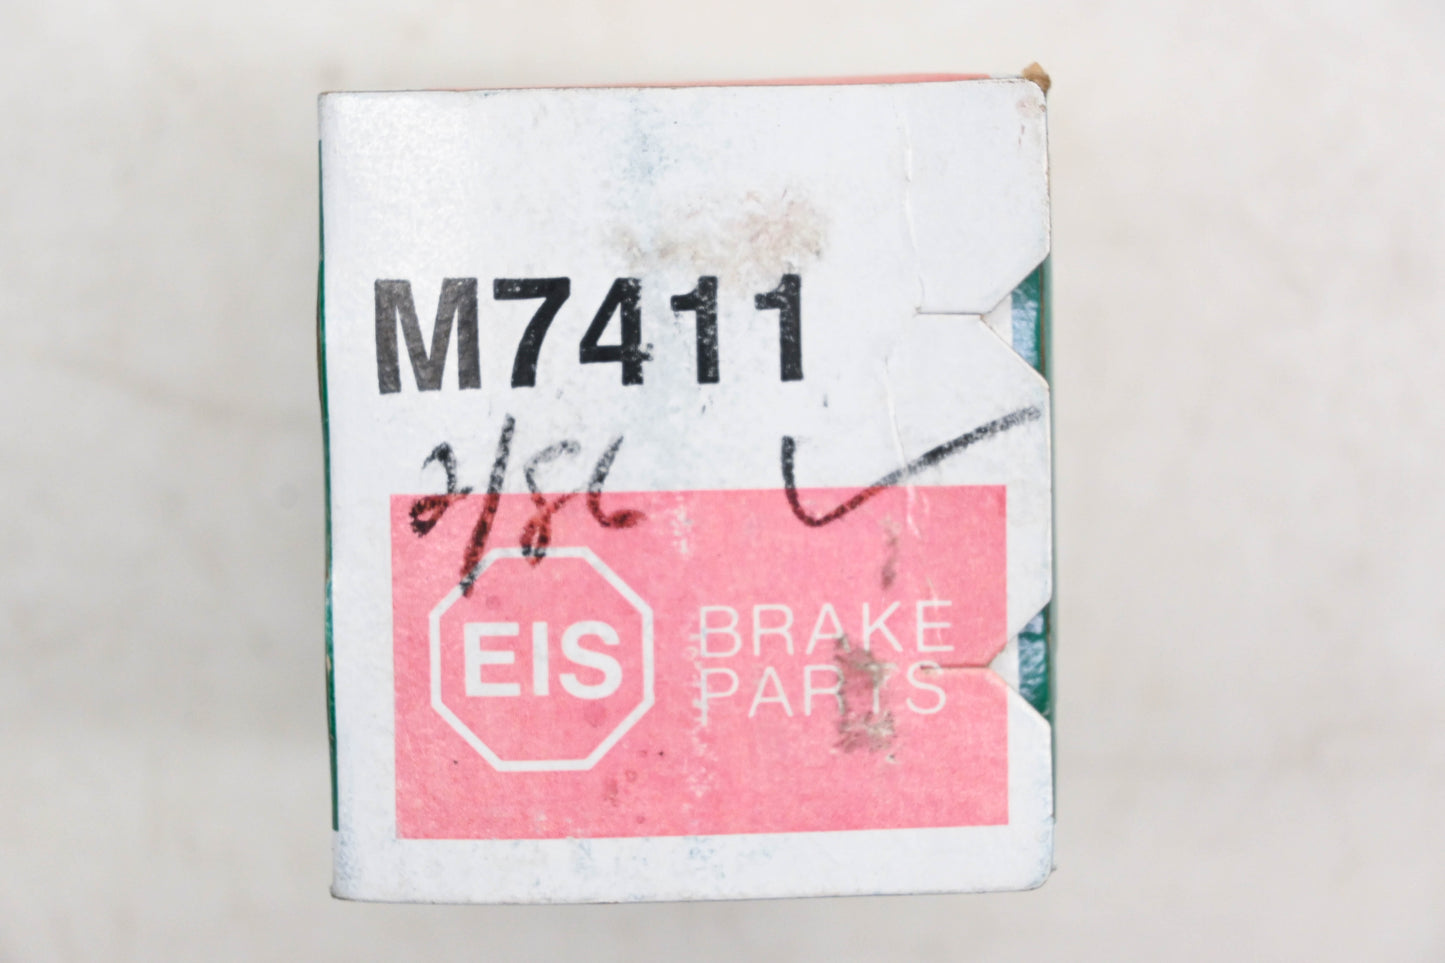 M7411
2/86 ✓
EIS
BRAKE
PARTS